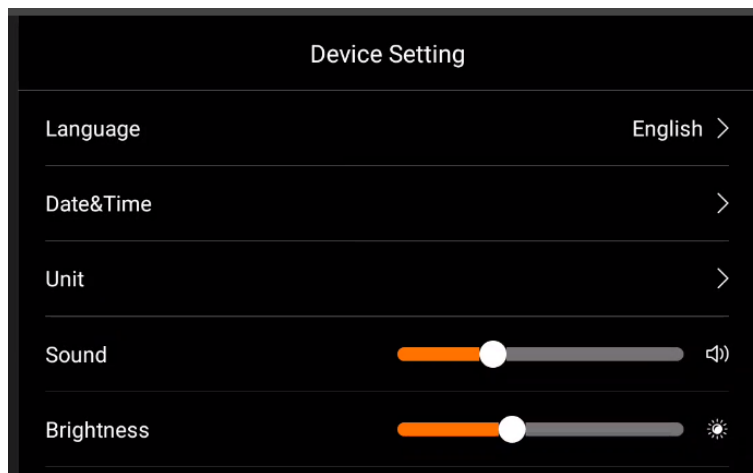 Device Setting
Language English
Date&Time
Unit
Sound
Brightness